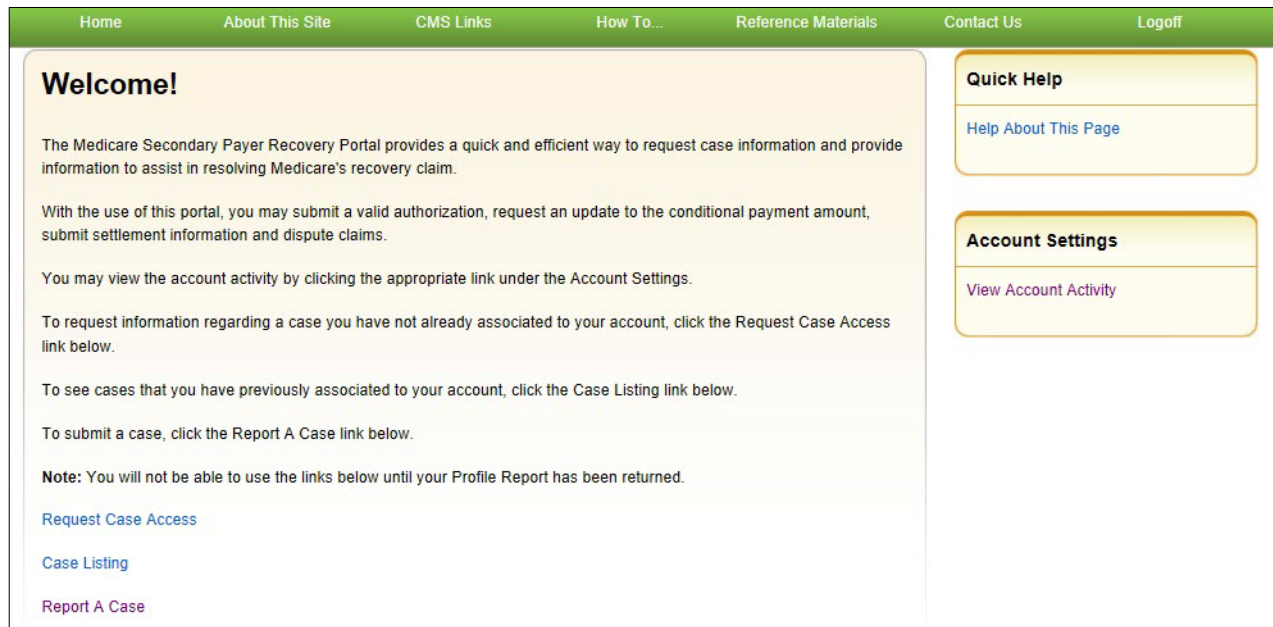 Home About This Site CMS Links How To... Reference Materials Contact Us Logoff
Welcome!
The Medicare Secondary Payer Recovery Portal provides a quick and efficient way to request case information and provide
information to assist in resolving Medicare's recovery claim.
With the use of this portal, you may submit a valid authorization, request an update to the conditional payment amount,
submit settlement information and dispute claims.
You may view the account activity by clicking the appropriate link under the Account Settings.
To request information regarding a case you have not already associated to your account, click the Request Case Access
link below.
To see cases that you have previously associated to your account, click the Case Listing link below.
To submit a case, click the Report A Case link below.
Note: You will not be able to use the links below until your Profile Report has been returned.
Request Case Access
Case Listing
Report A Case
Quick Help
Help About This Page
Account Settings
View Account Activity